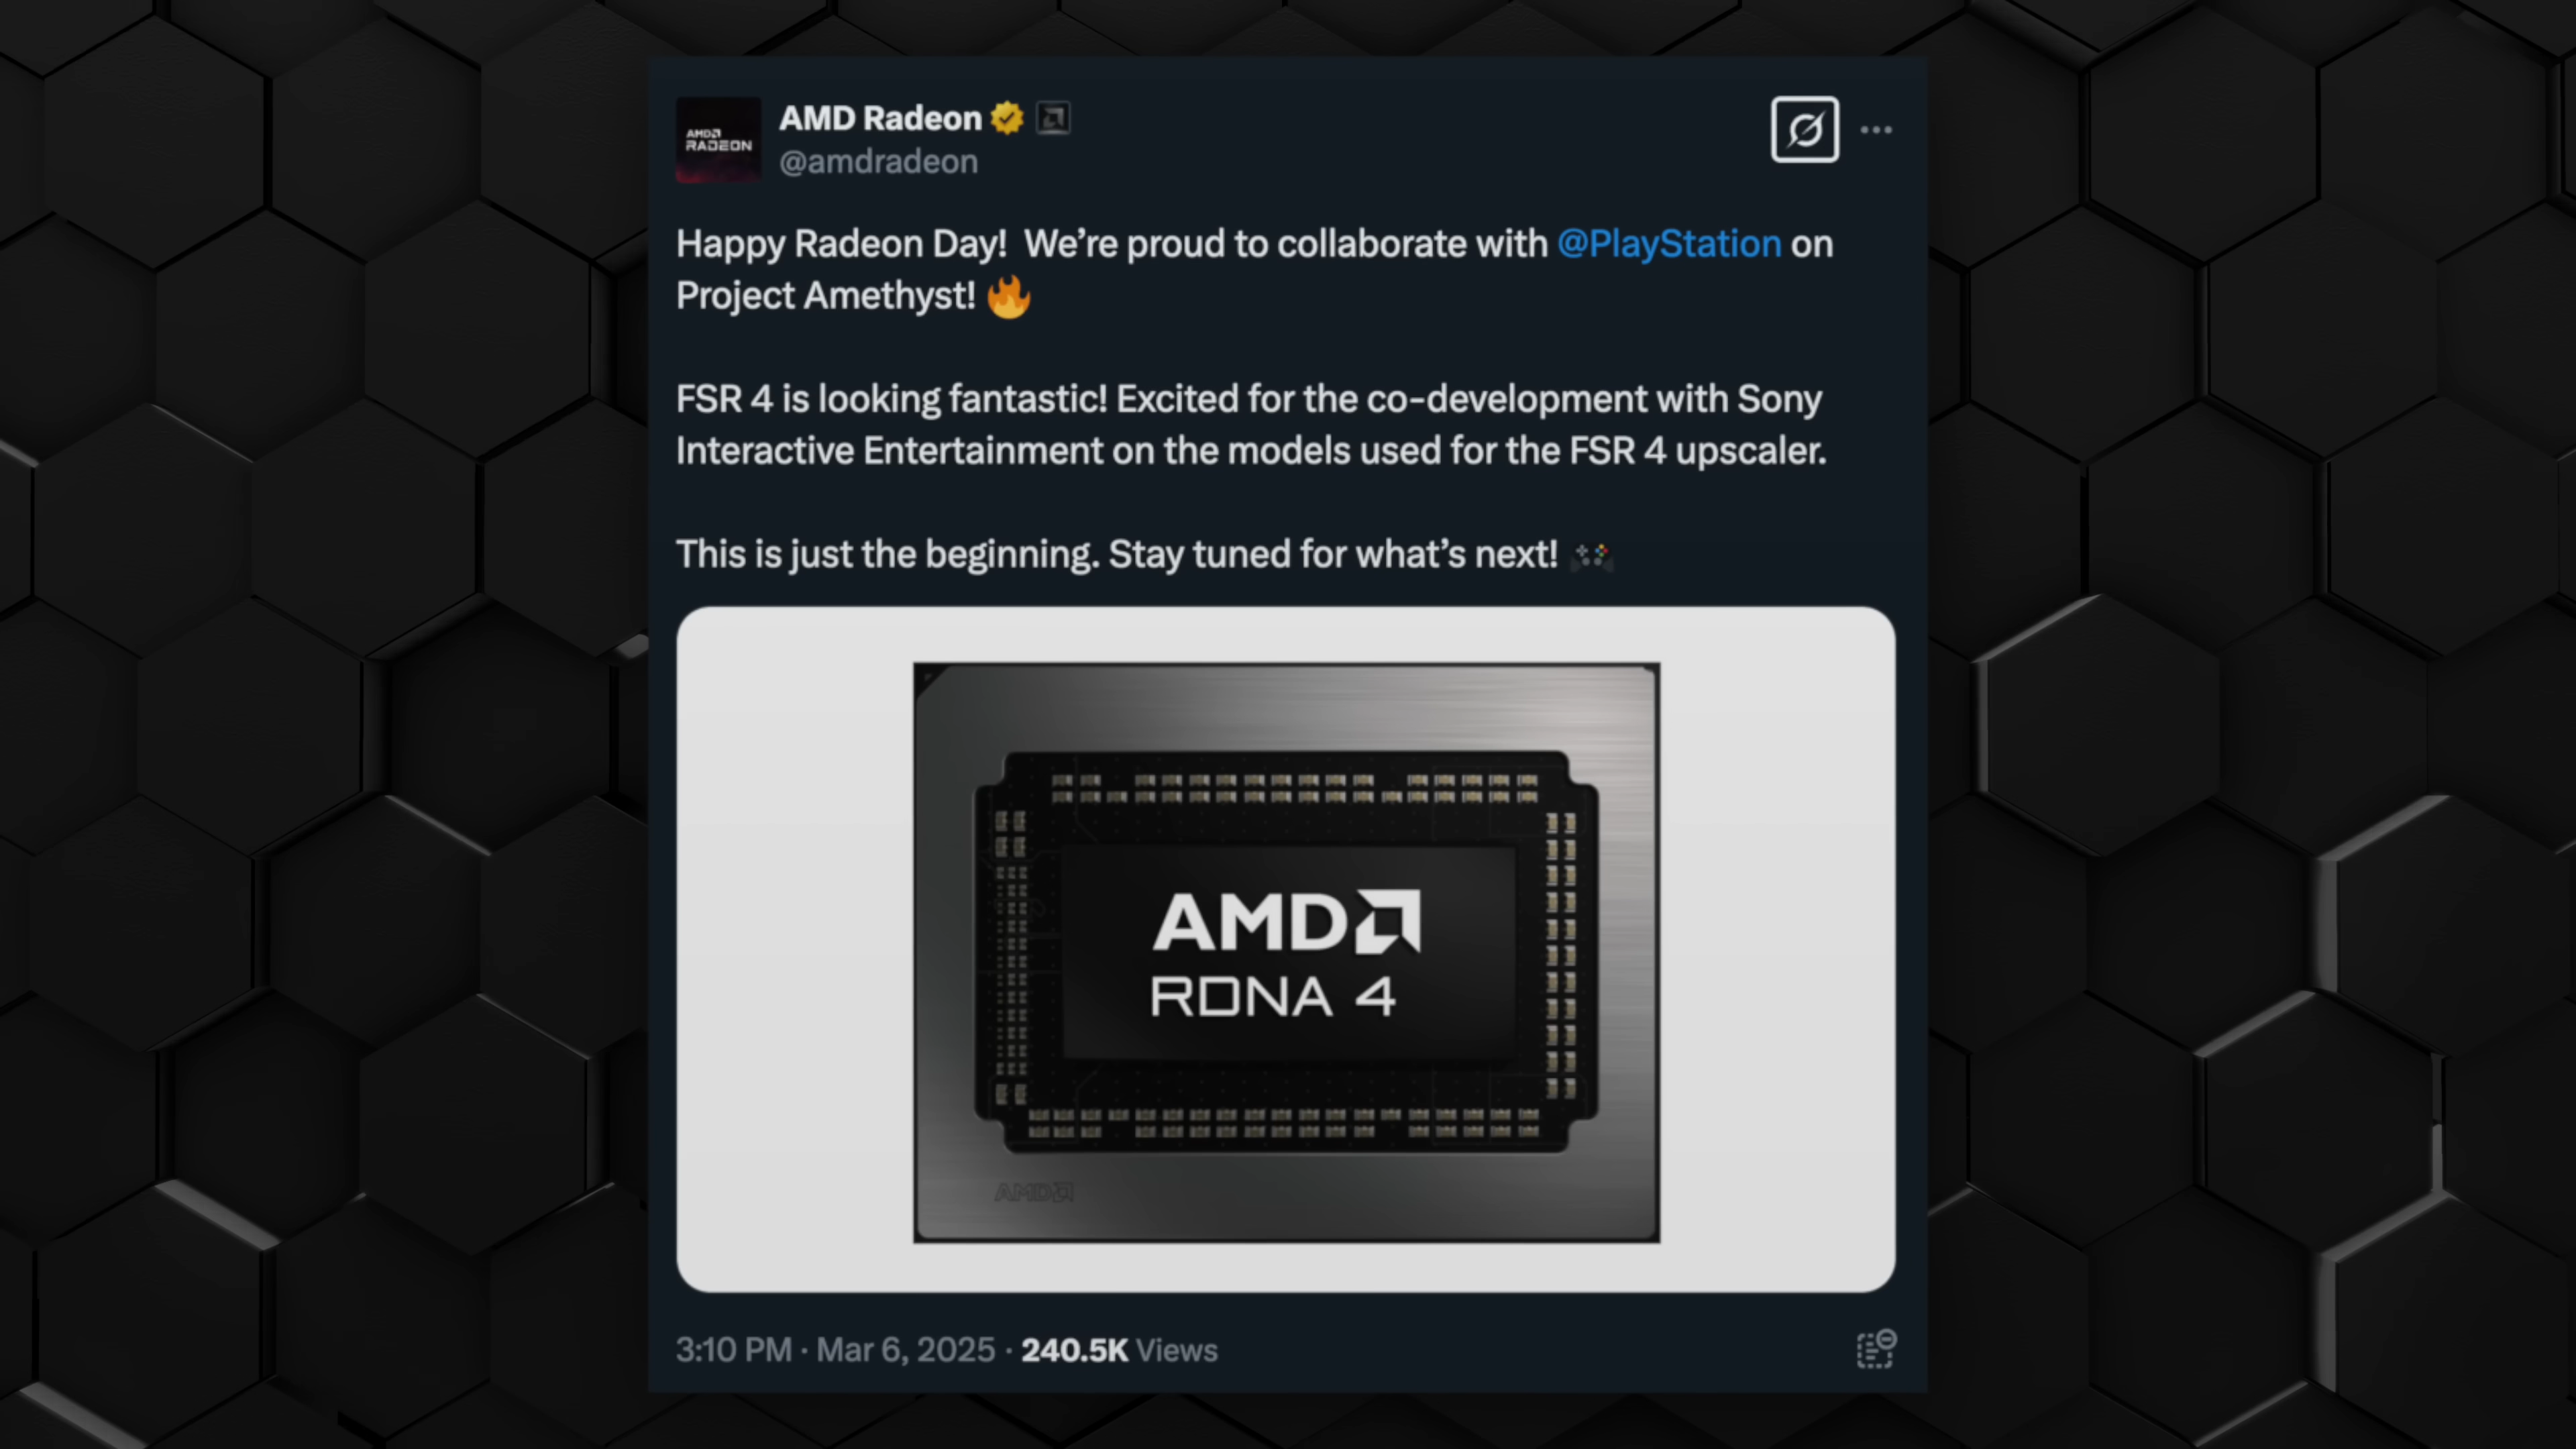 AMD Radeon
AMD RADEON
@amdradeon
Happy Radeon Day!  We’re proud to collaborate with @PlayStation on
Project Amethyst! 🔥
FSR 4 is looking fantastic! Excited for the co-development with Sony
Interactive Entertainment on the models used for the FSR 4 upscaler.
This is just the beginning. Stay tuned for what’s next! 🎮
AMD
RDNA 4
AMD
3:10 PM · Mar 6, 2025 · 240.5K Views